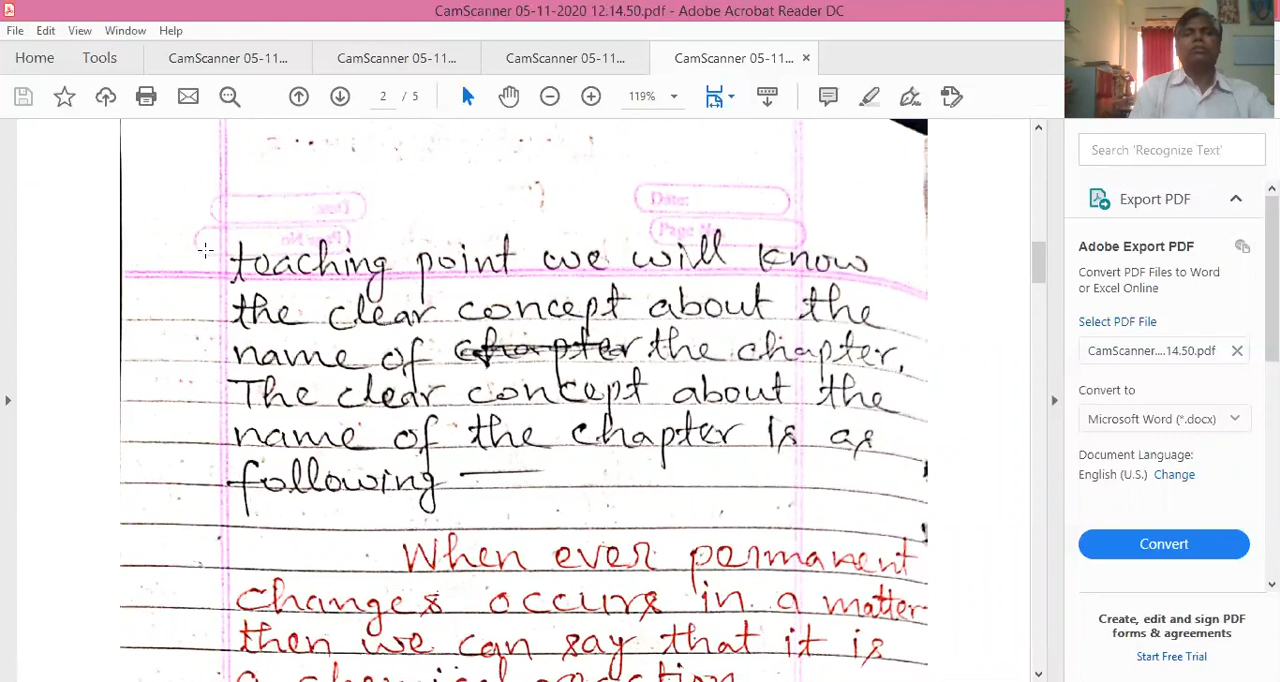 CamScanner 05-11-2020 12.14.50.pdf - Adobe Acrobat Reader DC
File Edit View Window Help
Home Tools CamScanner 05-11... CamScanner 05-11... CamScanner 05-11... CamScanner 05-11... ×
2 / 5 119%
Search 'Recognize Text'
Export PDF
Adobe Export PDF
Convert PDF Files to Word
or Excel Online
Select PDF File
CamScanner....14.50.pdf
Convert to
Microsoft Word (*.docx)
Document Language:
English (U.S.) Change
Convert
Create, edit and sign PDF
forms & agreements
Start Free Trial
Date:
Page
teaching point we will know
the clear concept about the
name of chapter the chapter.
The clear concept about the
name of the chapter is as
following —
When ever permanent
changes occurs in a matter
then we can say that it is
a chemical reaction